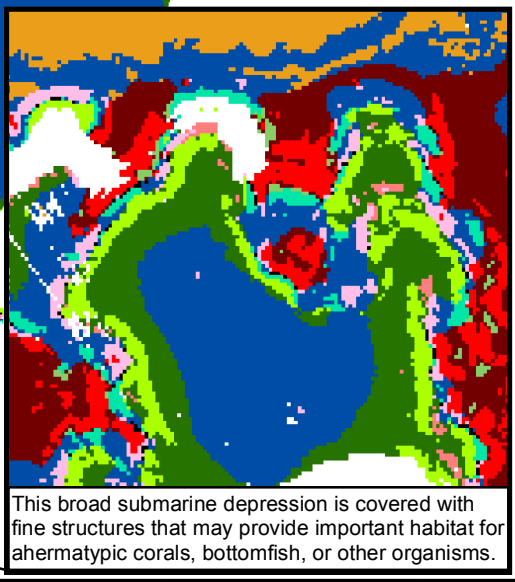 This broad submarine depression is covered with
fine structures that may provide important habitat for
ahermatypic corals, bottomfish, or other organisms.